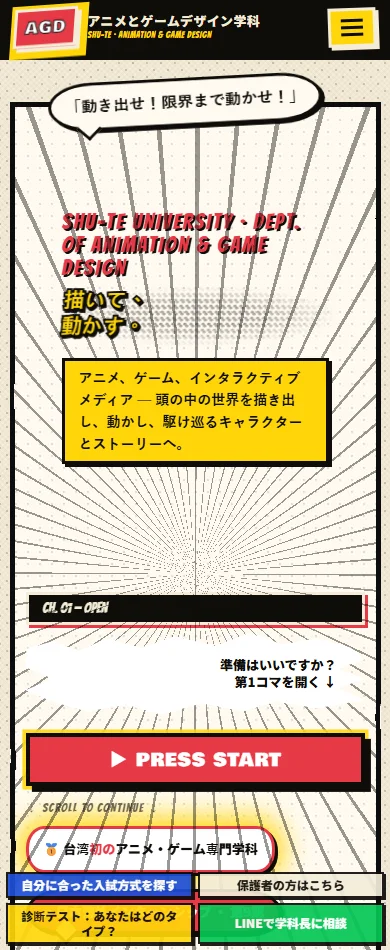 AGD
アニメとゲームデザイン学科
SHU-TE · ANIMATION & GAME DESIGN
「動き出せ！限界まで動かせ！」
SHU-TE UNIVERSITY · DEPT.
OF ANIMATION & GAME
DESIGN
描いて、
動かす。
アニメ、ゲーム、インタラクティブ
メディア — 頭の中の世界を描き出
し、動かし、駆け巡るキャラクター
とストーリーへ。
CH. 01 — OPEN
準備はいいですか？
第1コマを開く ↓
▶ PRESS START
SCROLL TO CONTINUE
台湾初のアニメ・ゲーム専門学科
自分に合った入試方式を探す
保護者の方はこちら
診断テスト：あなたはどのタ
イプ？
LINEで学科長に相談